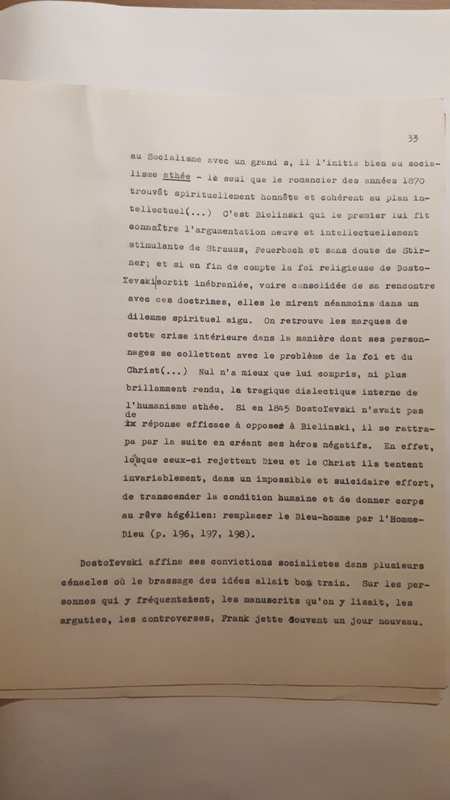 33
au Socialisme avec un grand s, il l'initia bien au socia-
lisme athée - le seul que le romancier des années 1870
trouvât spirituellement honnête et cohérent au plan in-
tellectuel(...)  C'est Bielinski qui le premier lui fit
connaître l'argumentation neuve et intellectuellement
stimulante de Strauss, Feuerbach et sans doute de Stir-
ner; et si en fin de compte la foi religieuse de Dosto-
ïevski sortit inébranlée, voire consolidée de sa rencontre
avec ces doctrines, elles le mirent néanmoins dans un
dilemme spirituel aigu.  On retrouve les marques de
cette crise intérieure dans la manière dont ses person-
nages se collettent avec le problème de la foi et du
Christ(...)  Nul n'a mieux que lui compris, ni plus
brillamment rendu, le tragique dialectique interne de
l'humanisme athée.  Si en 1845 Dostoïevski n'avait pas
de réponse efficace à opposer à Bielinski, il se rattra-
pa par la suite en créant ses héros négatifs.  En effet,
lorsque ceux-ci rejettent Dieu et le Christ ils tentent
invariablement, dans un impossible et suicidaire effort,
de transcender la condition humaine et de donner corps
au rêve hégélien: remplacer le Dieu-homme par l'Homme-
Dieu (p. 196, 197, 198).
Dostoïevski affina ses convictions socialistes dans plusieurs
cénacles où le brassage des idées allait bon train.  Sur les per-
sonnes qui y fréquentaient, les manuscrits qu'on y lisait, les
arguties, les controverses, Frank jette souvent un jour nouveau.